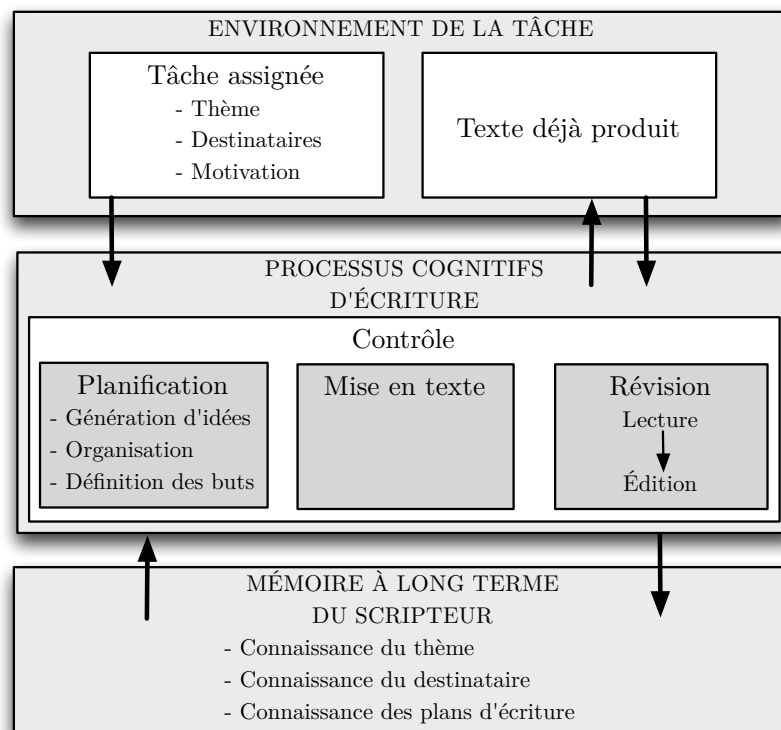 ENVIRONNEMENT DE LA TÂCHE
Tâche assignée
- Thème
- Destinataires
- Motivation
Texte déjà produit
PROCESSUS COGNITIFS
D'ÉCRITURE
Contrôle
Planification
- Génération d'idées
- Organisation
- Définition des buts
Mise en texte
Révision
Lecture
Édition
MÉMOIRE À LONG TERME
DU SCRIPTEUR
- Connaissance du thème
- Connaissance du destinataire
- Connaissance des plans d'écriture